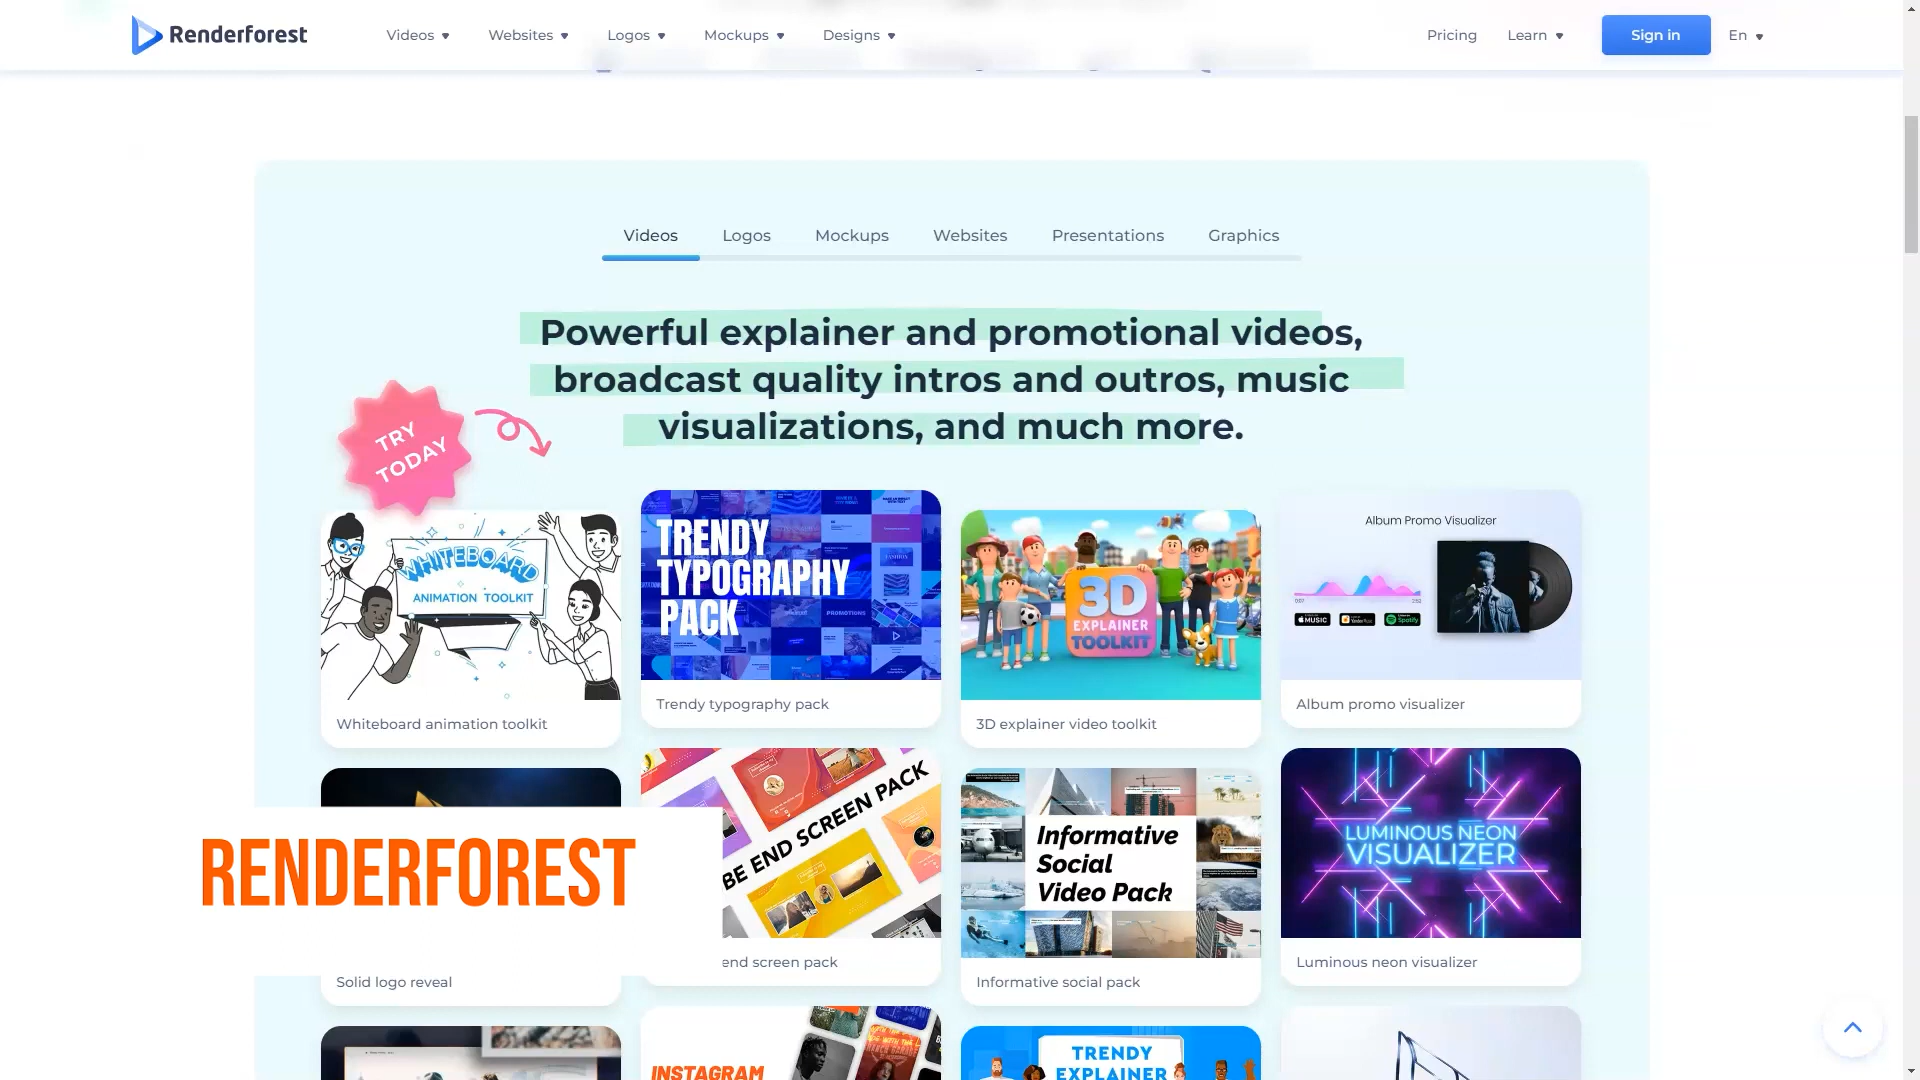 Renderforest
Videos
Websites
Logos
Mockups
Designs
Pricing
Learn
Sign in
En
Videos
Logos
Mockups
Websites
Presentations
Graphics
Powerful explainer and promotional videos,
broadcast quality intros and outros, music
visualizations, and much more.
TRY
TODAY
WHITEBOARD
ANIMATION TOOLKIT
Whiteboard animation toolkit
TRENDY
TYPOGRAPHY
PACK
Trendy typography pack
3D
EXPLAINER
TOOLKIT
3D explainer video toolkit
Album Promo Visualizer
MUSIC
Spotify
Album promo visualizer
RENDERFOREST
Solid logo reveal
BE END SCREEN PACK
end screen pack
Informative
Social
Video Pack
Informative social pack
LUMINOUS NEON
VISUALIZER
Luminous neon visualizer
INSTAGRAM
TRENDY
EXPLAINER